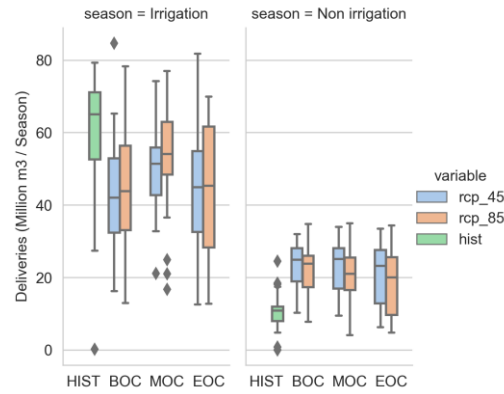 season = Irrigation
season = Non irrigation
Deliveries (Million m3 / Season)
80
60
40
20
0
HIST BOC MOC EOC
HIST BOC MOC EOC
variable
rcp_45
rcp_85
hist